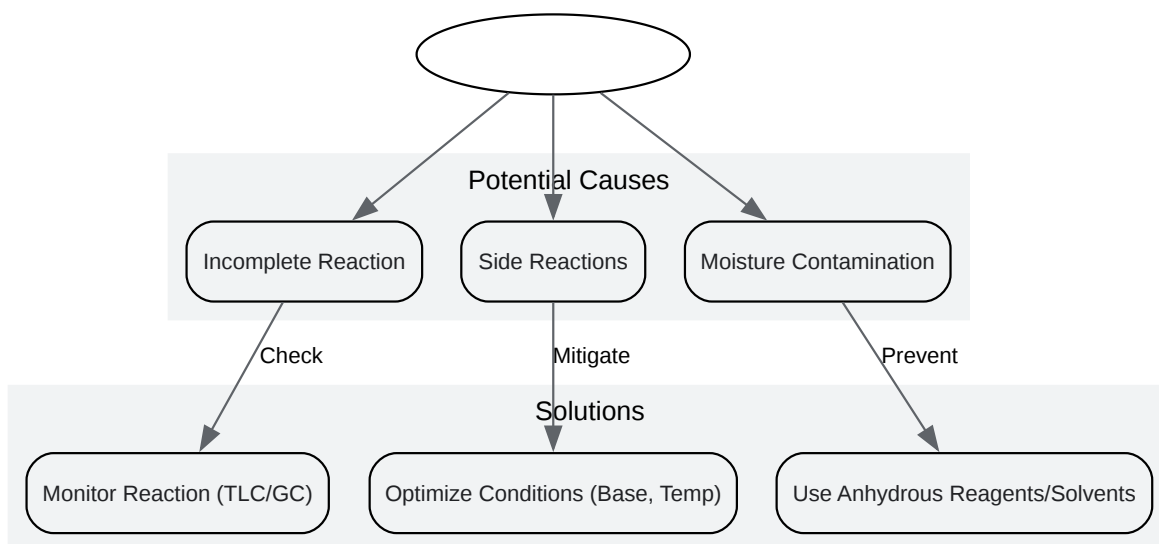 Potential Causes
Incomplete Reaction
Side Reactions
Moisture Contamination
Check
Mitigate
Prevent
Solutions
Monitor Reaction (TLC/GC)
Optimize Conditions (Base, Temp)
Use Anhydrous Reagents/Solvents